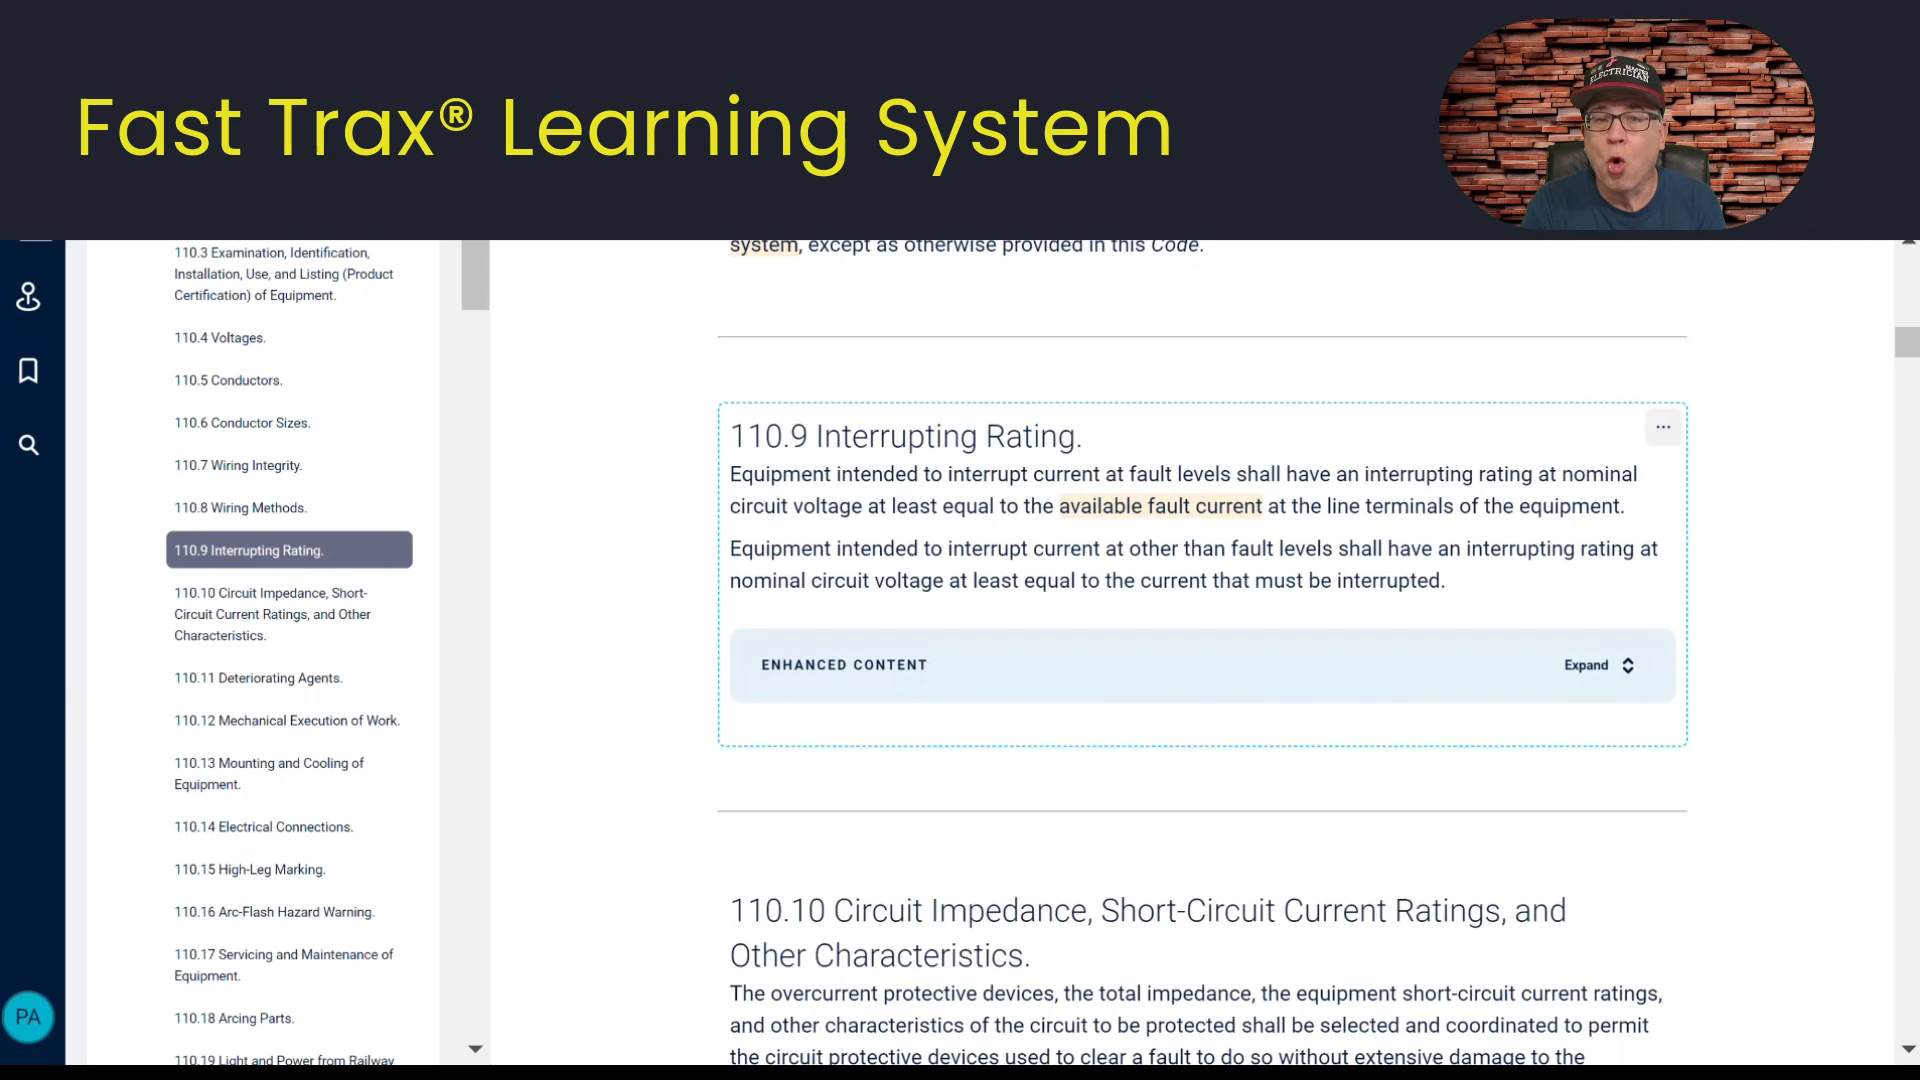 Fast Trax® Learning System
MASTER
ELECTRICIAN
110.3 Examination, Identification,
Installation, Use, and Listing (Product
Certification) of Equipment.
110.4 Voltages.
110.5 Conductors.
110.6 Conductor Sizes.
110.7 Wiring Integrity.
110.8 Wiring Methods.
110.9 Interrupting Rating.
110.10 Circuit Impedance, Short-
Circuit Current Ratings, and Other
Characteristics.
110.11 Deteriorating Agents.
110.12 Mechanical Execution of Work.
110.13 Mounting and Cooling of
Equipment.
110.14 Electrical Connections.
110.15 High-Leg Marking.
110.16 Arc-Flash Hazard Warning.
110.17 Servicing and Maintenance of
Equipment.
110.18 Arcing Parts.
110.19 Light and Power from Railway
PA
system, except as otherwise provided in this Code.
110.9 Interrupting Rating.
...
Equipment intended to interrupt current at fault levels shall have an interrupting rating at nominal
circuit voltage at least equal to the available fault current at the line terminals of the equipment.
Equipment intended to interrupt current at other than fault levels shall have an interrupting rating at
nominal circuit voltage at least equal to the current that must be interrupted.
ENHANCED CONTENT Expand
110.10 Circuit Impedance, Short-Circuit Current Ratings, and
Other Characteristics.
The overcurrent protective devices, the total impedance, the equipment short-circuit current ratings,
and other characteristics of the circuit to be protected shall be selected and coordinated to permit
the circuit protective devices used to clear a fault to do so without extensive damage to the